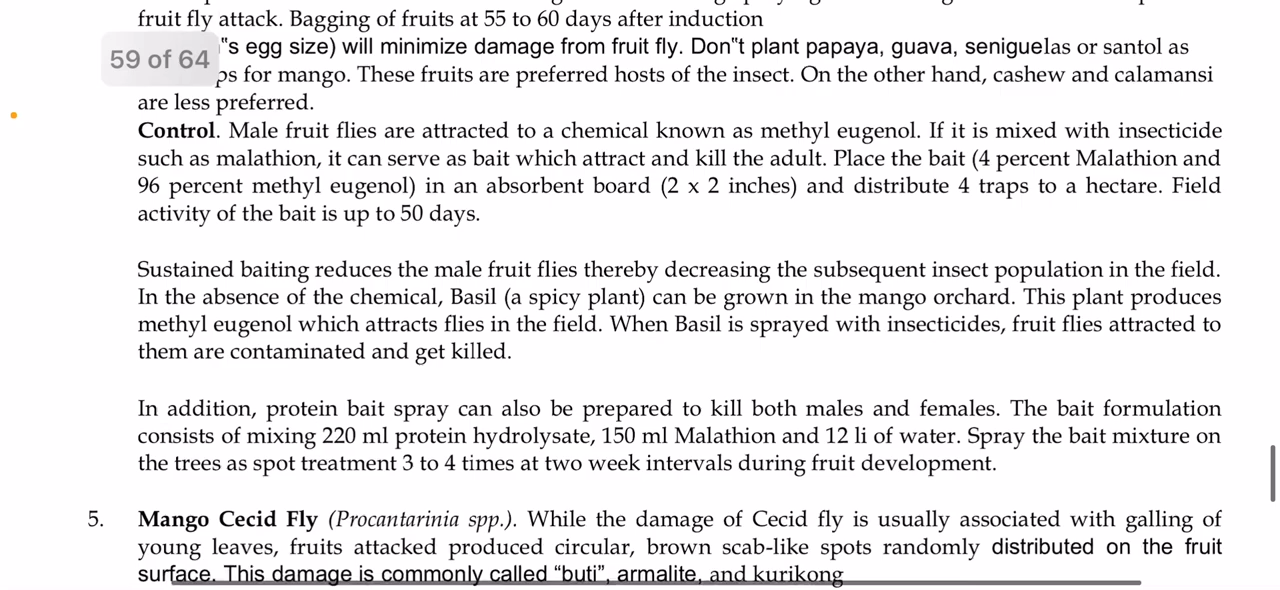 fruit fly attack. Bagging of fruits at 55 to 60 days after induction
59 of 64
‟s egg size) will minimize damage from fruit fly. Don‟t plant papaya, guava, seniguelas or santol as
ps for mango. These fruits are preferred hosts of the insect. On the other hand, cashew and calamansi
are less preferred.
Control. Male fruit flies are attracted to a chemical known as methyl eugenol. If it is mixed with insecticide
such as malathion, it can serve as bait which attract and kill the adult. Place the bait (4 percent Malathion and
96 percent methyl eugenol) in an absorbent board (2 x 2 inches) and distribute 4 traps to a hectare. Field
activity of the bait is up to 50 days.
Sustained baiting reduces the male fruit flies thereby decreasing the subsequent insect population in the field.
In the absence of the chemical, Basil (a spicy plant) can be grown in the mango orchard. This plant produces
methyl eugenol which attracts flies in the field. When Basil is sprayed with insecticides, fruit flies attracted to
them are contaminated and get killed.
In addition, protein bait spray can also be prepared to kill both males and females. The bait formulation
consists of mixing 220 ml protein hydrolysate, 150 ml Malathion and 12 li of water. Spray the bait mixture on
the trees as spot treatment 3 to 4 times at two week intervals during fruit development.
5. Mango Cecid Fly (Procantarinia spp.). While the damage of Cecid fly is usually associated with galling of
young leaves, fruits attacked produced circular, brown scab-like spots randomly distributed on the fruit
surface. This damage is commonly called “buti”, armalite, and kurikong